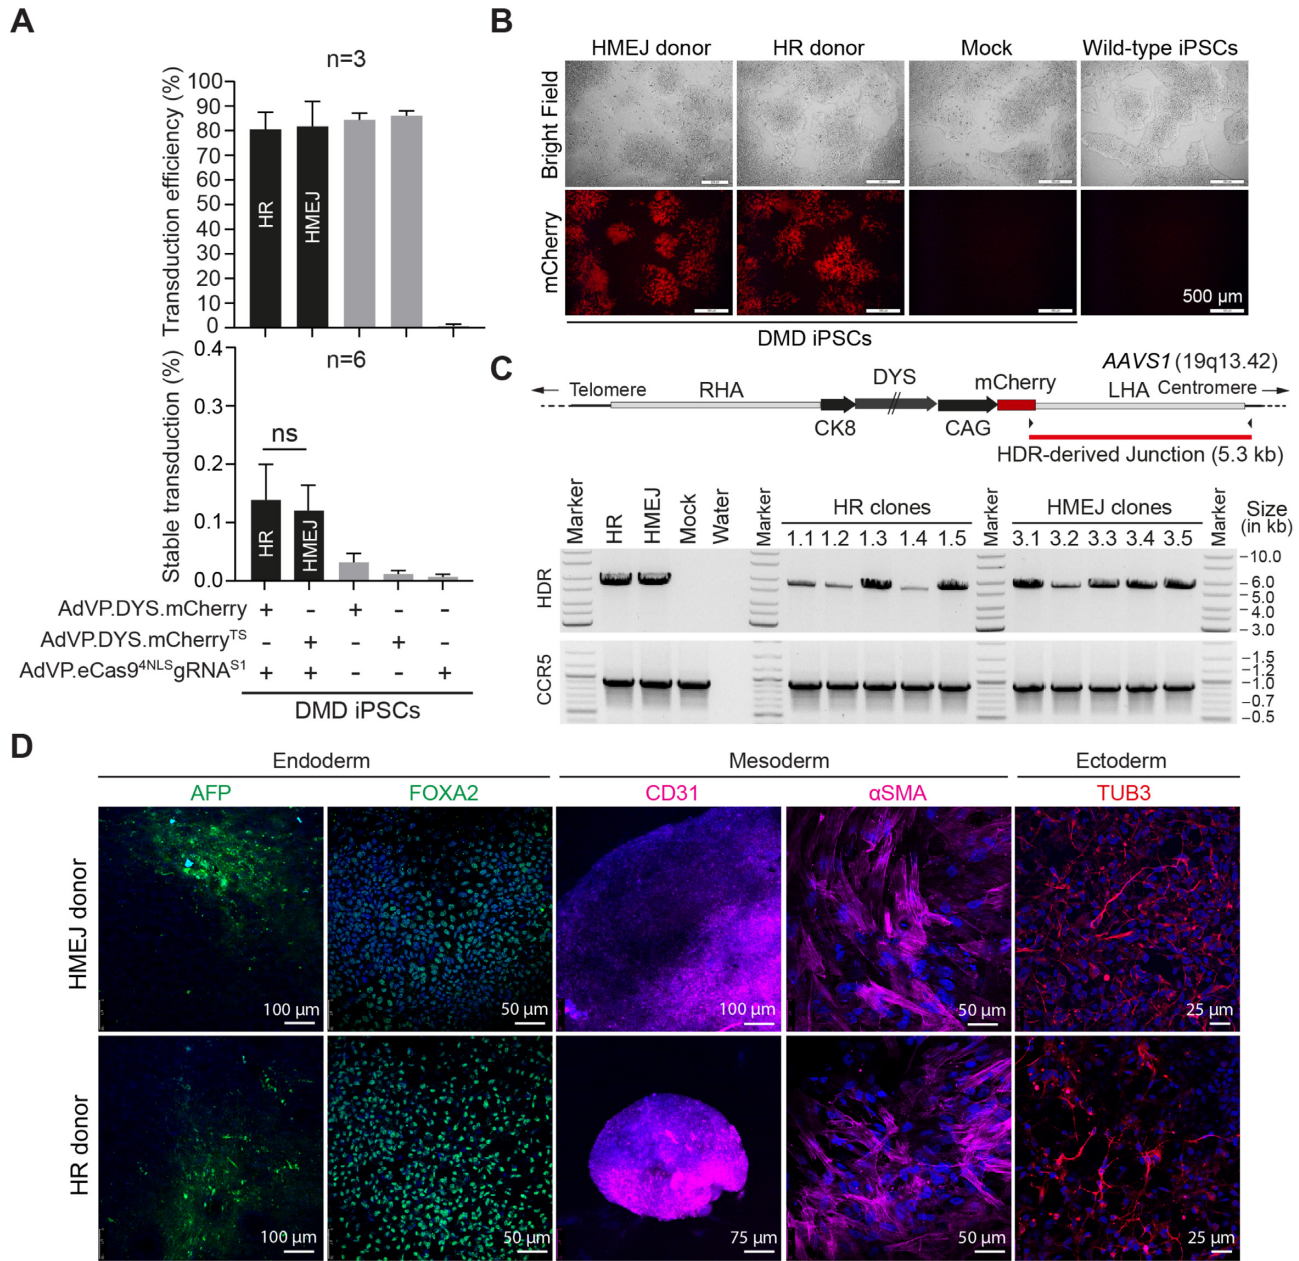 A
n=3
Transduction efficiency (%)
100
90
80
70
60
50
40
30
20
10
0
HR
HMEJ
n=6
Stable transduction (%)
0.4
0.3
0.2
0.1
0.0
ns
HR
HMEJ
AdVP.DYS.mCherry + - + - -
AdVP.DYS.mCherryTS - + - + -
AdVP.eCas94NLSgRNAS1 + + - - +
DMD iPSCs
B
HMEJ donor HR donor Mock Wild-type iPSCs
Bright Field
mCherry
500 µm
DMD iPSCs
C
AAVS1 (19q13.42)
Telomere RHA DYS mCherry LHA Centromere
CK8 CAG
HDR-derived Junction (5.3 kb)
Marker HR HMEJ Mock Water Marker HR clones Marker HMEJ clones Marker Size
(in kb)
1.1 1.2 1.3 1.4 1.5 3.1 3.2 3.3 3.4 3.5
HDR
10.0
6.0
5.0
4.0
3.0
CCR5
1.5
1.2
1.0
0.7
0.5
D
Endoderm Mesoderm Ectoderm
AFP FOXA2 CD31 αSMA TUB3
HMEJ donor
100 µm 50 µm 100 µm 50 µm 25 µm
HR donor
100 µm 50 µm 75 µm 50 µm 25 µm